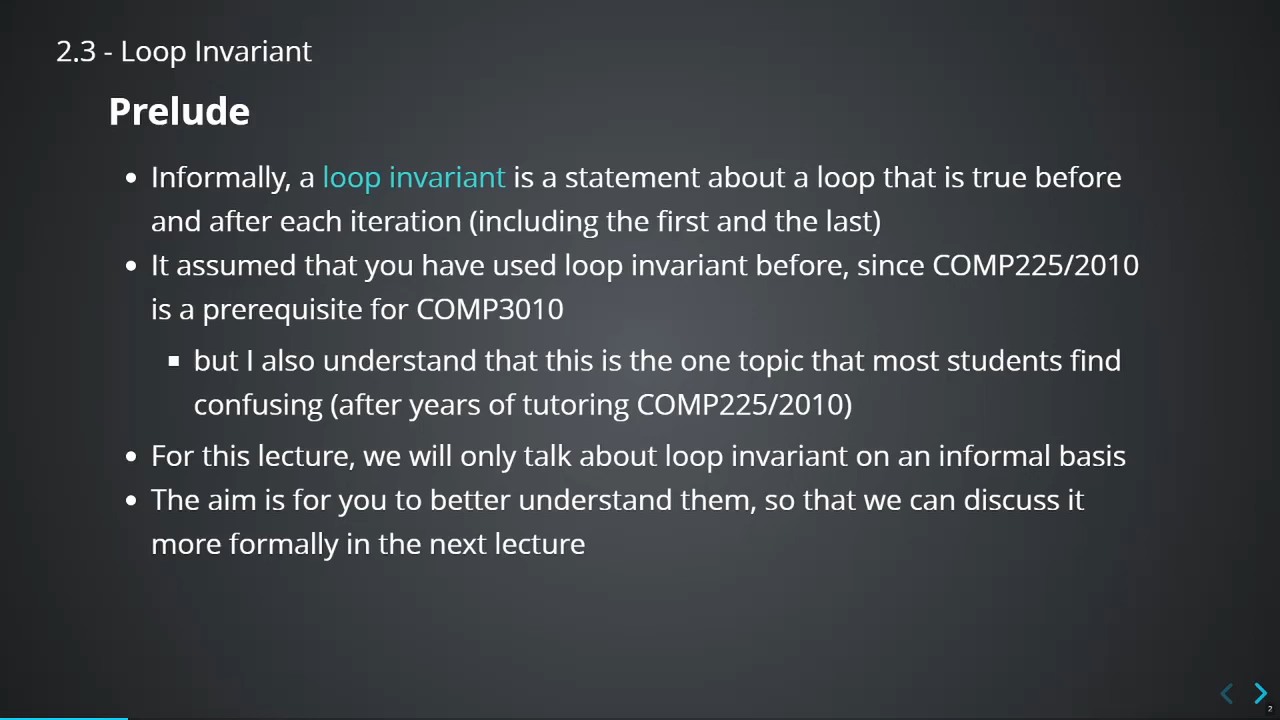 2.3 - Loop Invariant
Prelude
• Informally, a loop invariant is a statement about a loop that is true before
and after each iteration (including the first and the last)
• It assumed that you have used loop invariant before, since COMP225/2010
is a prerequisite for COMP3010
▪ but I also understand that this is the one topic that most students find
confusing (after years of tutoring COMP225/2010)
• For this lecture, we will only talk about loop invariant on an informal basis
• The aim is for you to better understand them, so that we can discuss it
more formally in the next lecture
2